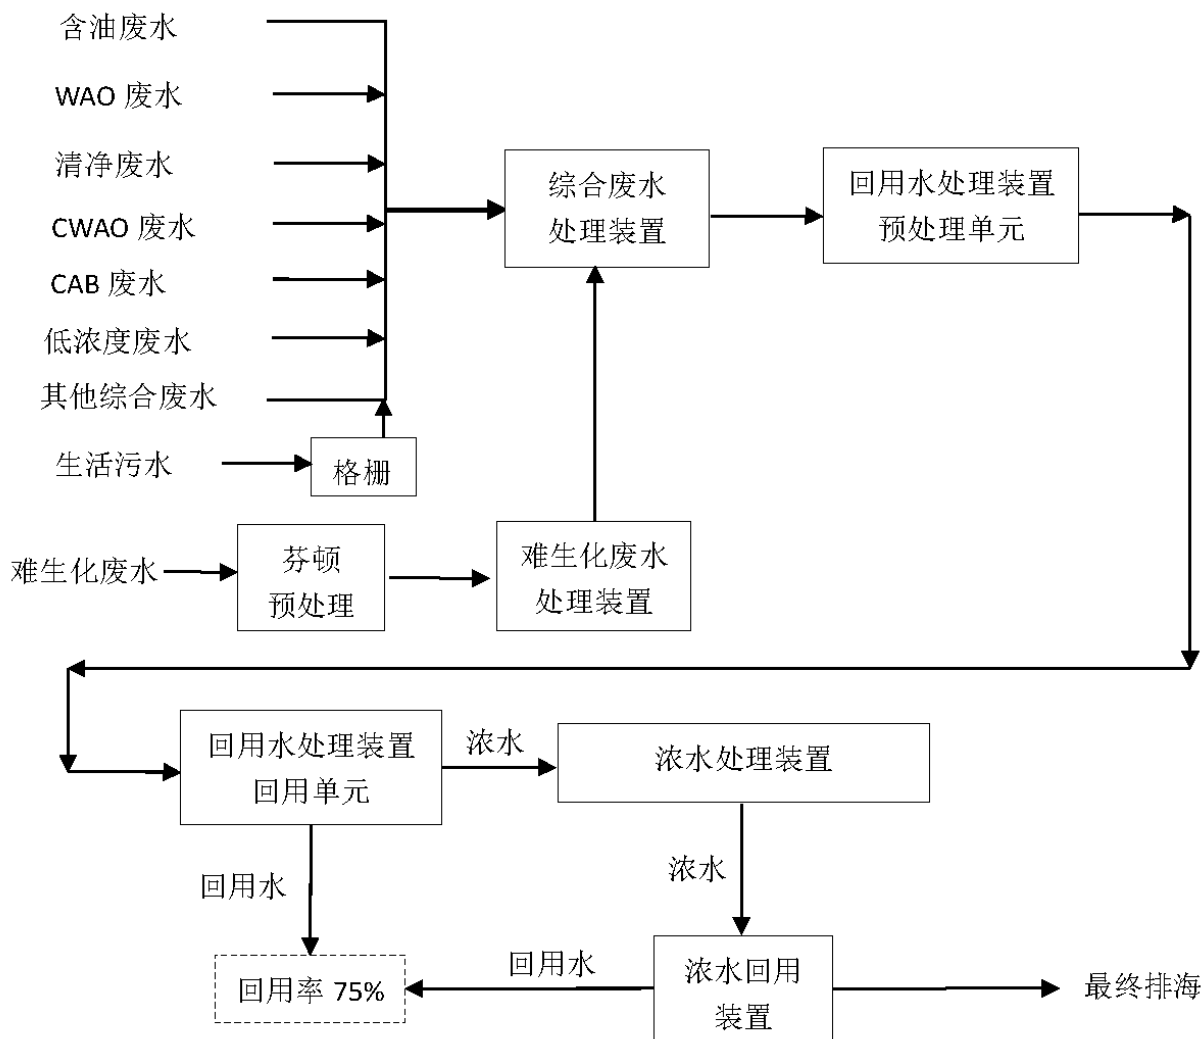 含油废水
WAO 废水
清净废水
CWAO 废水
CAB 废水
低浓度废水
其他综合废水
生活污水
格栅
综合废水
处理装置
回用水处理装置
预处理单元
难生化废水
芬顿
预处理
难生化废水
处理装置
回用水处理装置
回用单元
浓水
浓水处理装置
回用水
浓水
回用率 75%
回用水
浓水回用
装置
最终排海